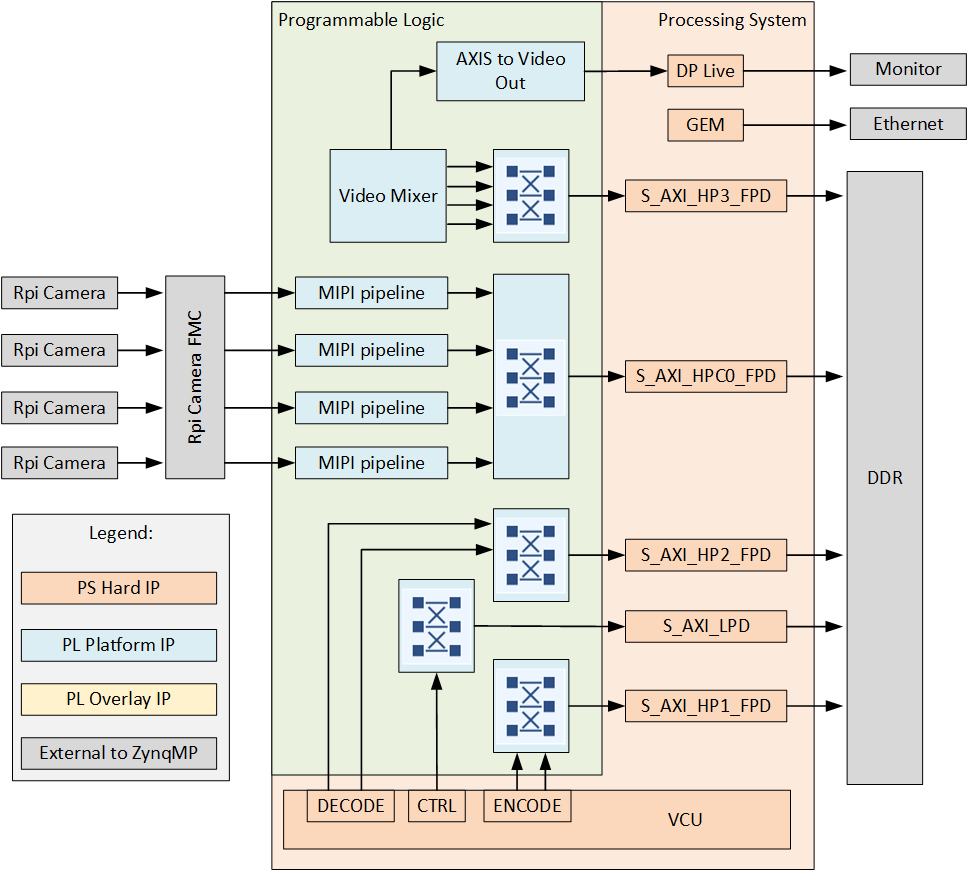 Programmable Logic
Processing System
AXIS to Video
Out
DP Live
Monitor
GEM
Ethernet
Video Mixer
S_AXI_HP3_FPD
Rpi Camera
Rpi Camera
Rpi Camera
Rpi Camera
Rpi Camera FMC
MIPI pipeline
MIPI pipeline
MIPI pipeline
MIPI pipeline
S_AXI_HPC0_FPD
DDR
Legend:
PS Hard IP
PL Platform IP
PL Overlay IP
External to ZynqMP
S_AXI_HP2_FPD
S_AXI_LPD
S_AXI_HP1_FPD
DECODE
CTRL
ENCODE
VCU